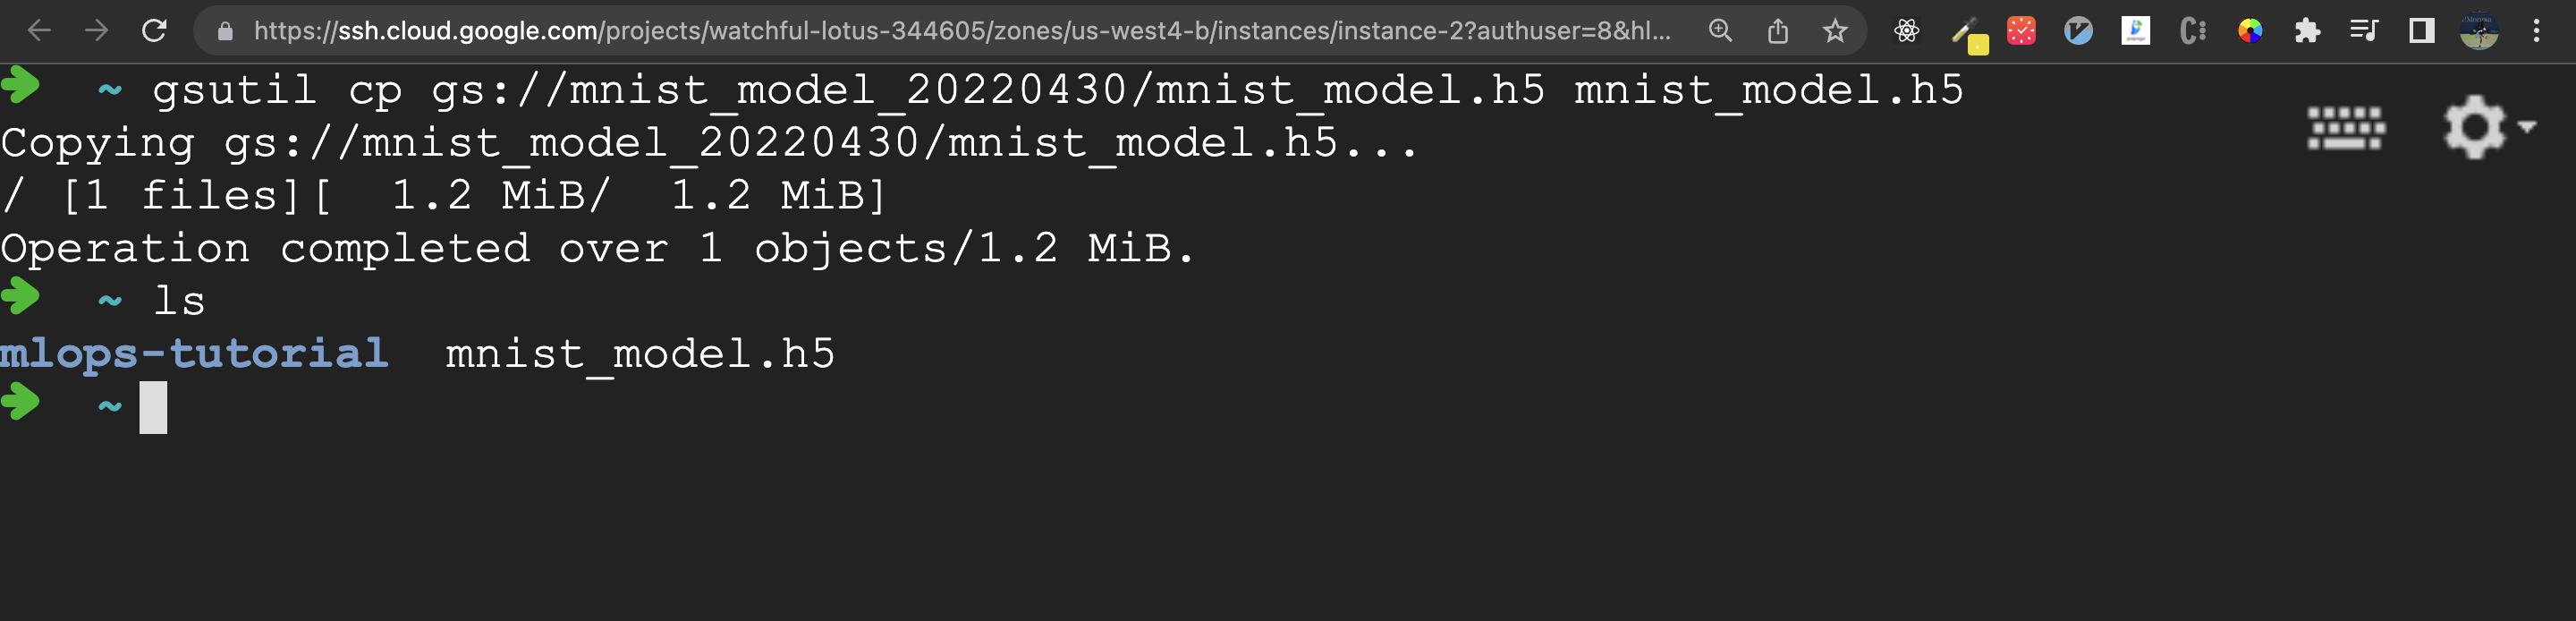 https://ssh.cloud.google.com/projects/watchful-lotus-344605/zones/us-west4-b/instances/instance-2?authuser=8&hl...
~ gsutil cp gs://mnist_model_20220430/mnist_model.h5 mnist_model.h5
Copying gs://mnist_model_20220430/mnist_model.h5...
/ [1 files][  1.2 MiB/  1.2 MiB]
Operation completed over 1 objects/1.2 MiB.
~ ls
mlops-tutorial  mnist_model.h5
~